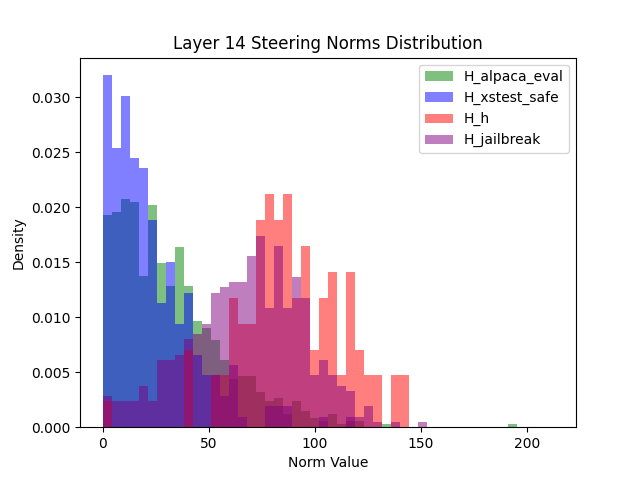 Layer 14 Steering Norms Distribution
H_alpaca_eval
H_xstest_safe
H_h
H_jailbreak
0.030
0.025
0.020
0.015
0.010
0.005
0.000
Density
0
50
100
150
200
Norm Value